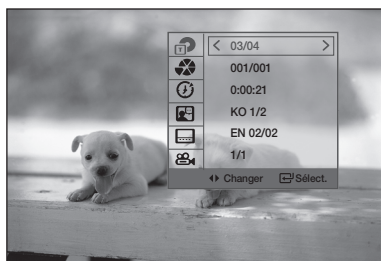 < 03/04 >
001/001
0:00:21
KO 1/2
EN 02/02
1/1
Changer Sélect.